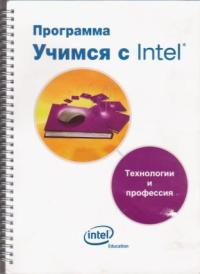 Программа
Учимся с Intel®
Технологии
и
профессия
intel
Education